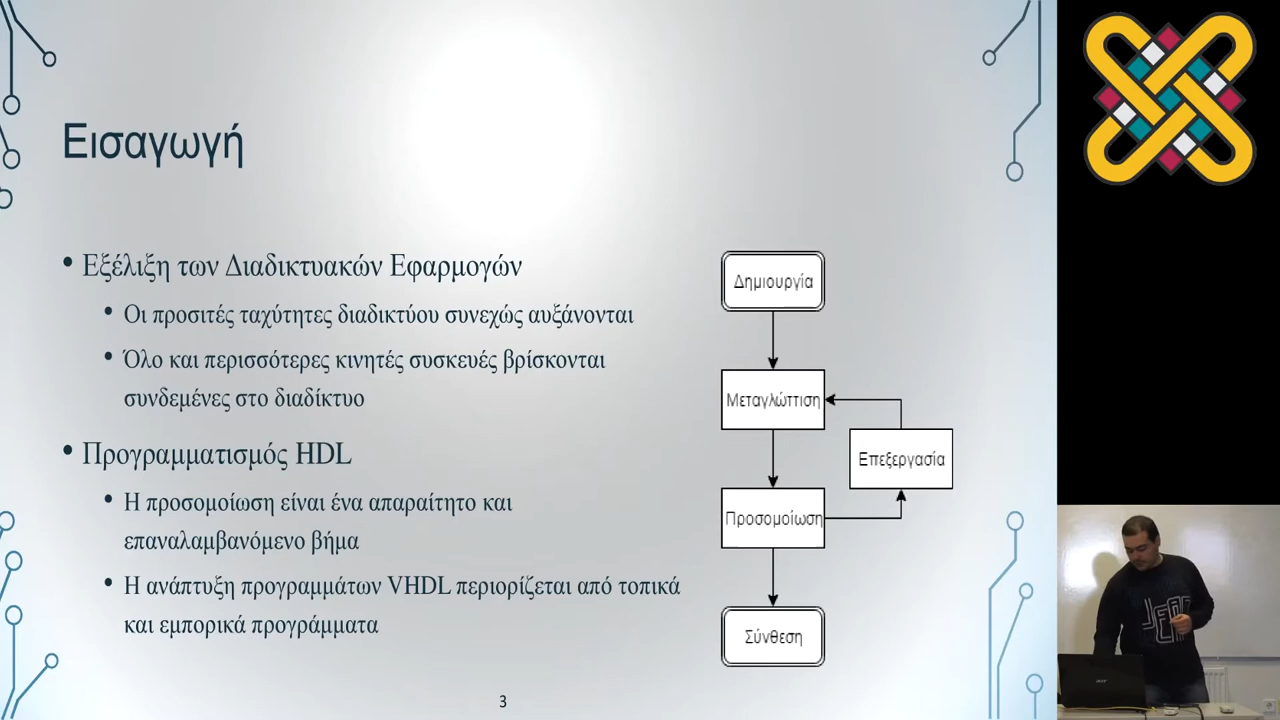 Εισαγωγή
• Εξέλιξη των Διαδικτυακών Εφαρμογών
• Οι προσιτές ταχύτητες διαδικτύου συνεχώς αυξάνονται
• Όλο και περισσότερες κινητές συσκευές βρίσκονται
συνδεμένες στο διαδίκτυο
• Προγραμματισμός HDL
• Η προσομοίωση είναι ένα απαραίτητο και
επαναλαμβανόμενο βήμα
• Η ανάπτυξη προγραμμάτων VHDL περιορίζεται από τοπικά
και εμπορικά προγράμματα
Δημιουργία
Μεταγλώττιση
Επεξεργασία
Προσομοίωση
Σύνθεση
3